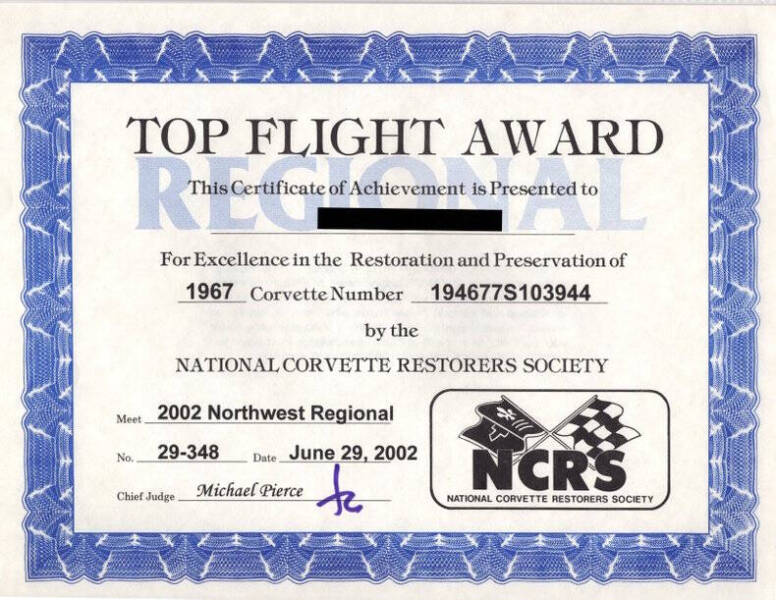 TOP FLIGHT AWARD
REGIONAL
This Certificate of Achievement is Presented to
For Excellence in the Restoration and Preservation of
1967 Corvette Number 194677S103944
by the
NATIONAL CORVETTE RESTORERS SOCIETY
Meet 2002 Northwest Regional
No. 29-348 Date June 29, 2002
Chief Judge Michael Pierce
NCRS
NATIONAL CORVETTE RESTORERS SOCIETY